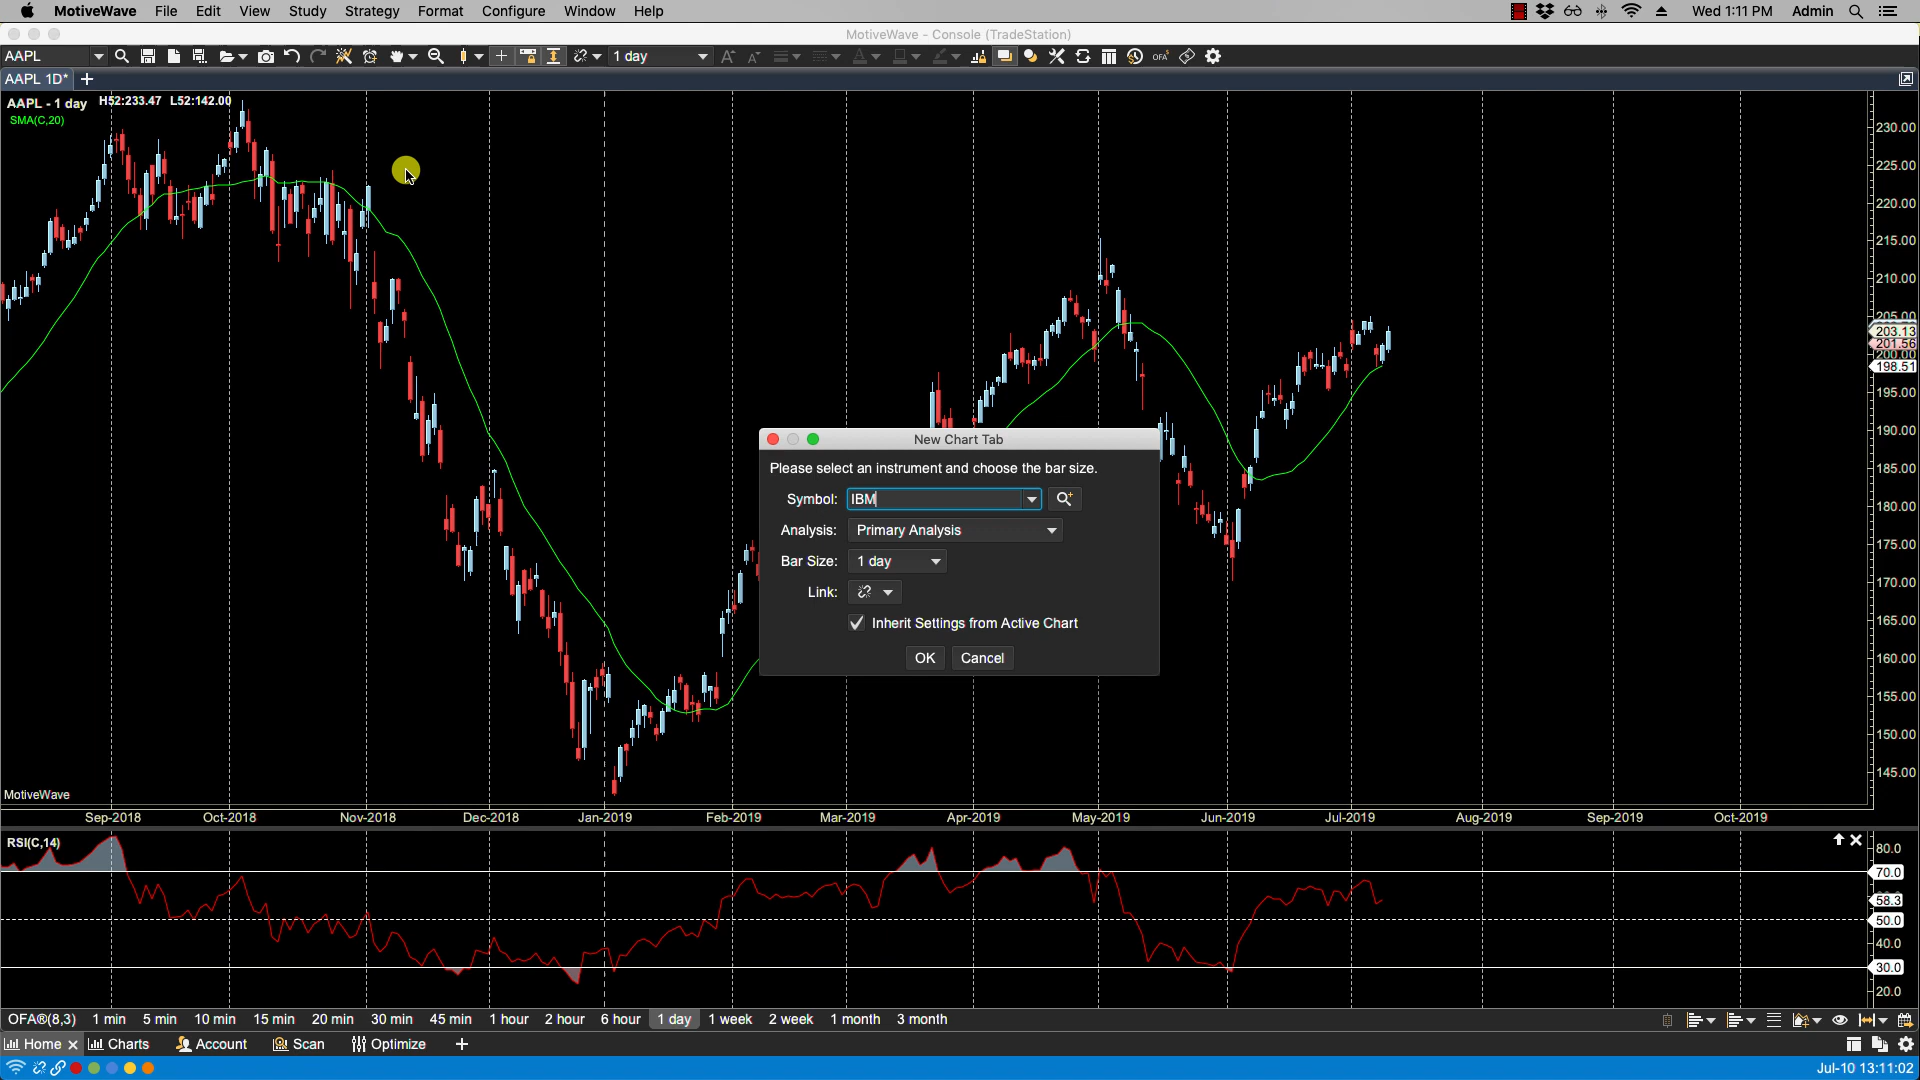 MotiveWave File Edit View Study Strategy Format Configure Window Help Wed 1:11 PM Admin
MotiveWave - Console (TradeStation)
AAPL 1 day
AAPL 1D*
AAPL - 1 day H52:233.47 L52:142.00
SMA(C,20)
230.00
225.00
220.00
215.00
210.00
205.00
203.13
201.56
200.00
198.51
195.00
190.00
185.00
180.00
175.00
170.00
165.00
160.00
155.00
150.00
145.00
New Chart Tab
Please select an instrument and choose the bar size.
Symbol: IBM
Analysis: Primary Analysis
Bar Size: 1 day
Link:
Inherit Settings from Active Chart
OK Cancel
MotiveWave
Sep-2018 Oct-2018 Nov-2018 Dec-2018 Jan-2019 Feb-2019 Mar-2019 Apr-2019 May-2019 Jun-2019 Jul-2019 Aug-2019 Sep-2019 Oct-2019
RSI(C,14)
80.0
70.0
58.3
50.0
40.0
30.0
20.0
OFA®(8,3) 1 min 5 min 10 min 15 min 20 min 30 min 45 min 1 hour 2 hour 6 hour 1 day 1 week 2 week 1 month 3 month
Home Charts Account Scan Optimize
Jul-10 13:11:02